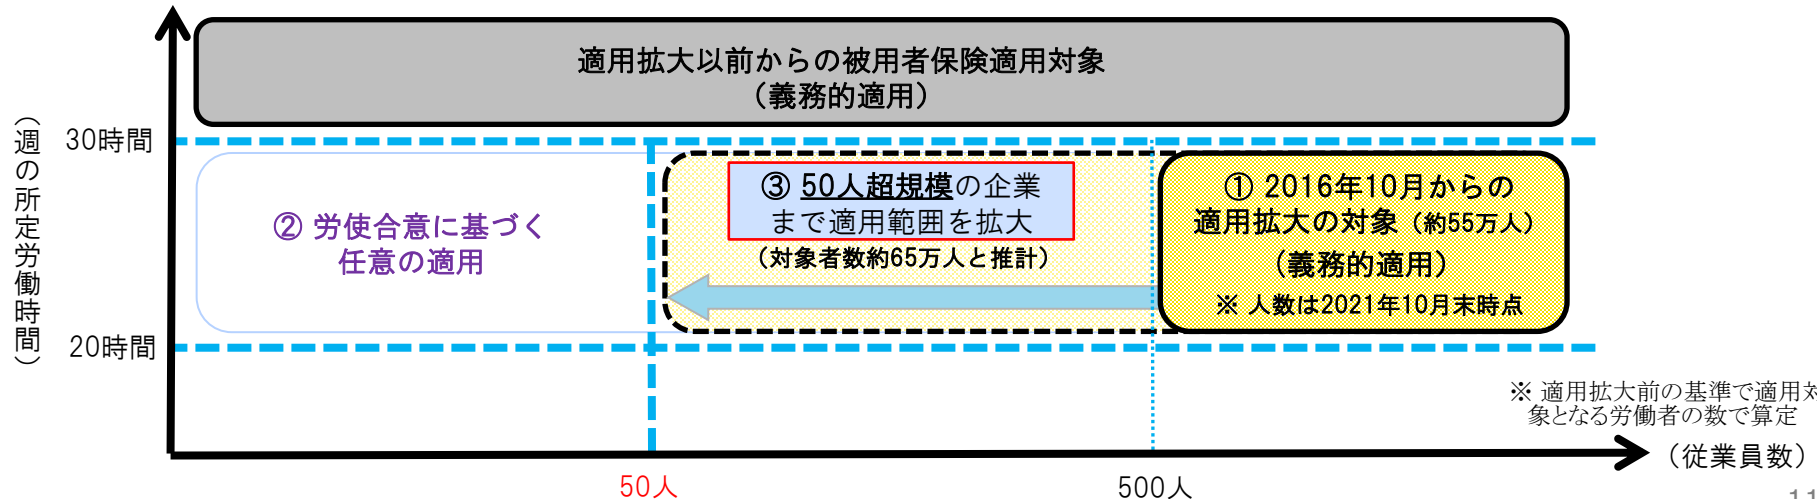 適用拡大以前からの被用者保険適用対象
（義務的適用）
（週の所定労働時間）
30時間
② 労使合意に基づく
任意の適用
③ 50人超規模の企業
まで適用範囲を拡大
（対象者数約65万人と推計）
① 2016年10月からの
適用拡大の対象（約55万人）
（義務的適用）
※ 人数は2021年10月末時点
20時間
※ 適用拡大前の基準で適用対
象となる労働者の数で算定
（従業員数）
50人
500人
11